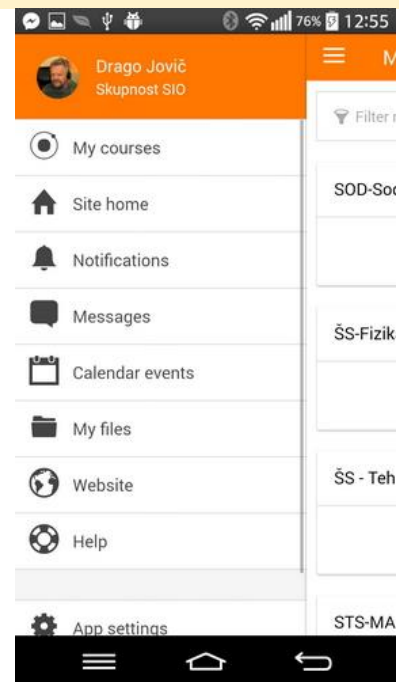 76% 12:55
Drago Jovič
Skupnost SIO
M
Filter
My courses
Site home
SOD-Soc
Notifications
Messages
ŠS-Fizik
Calendar events
My files
Website
ŠS - Teh
Help
App settings
STS-MA